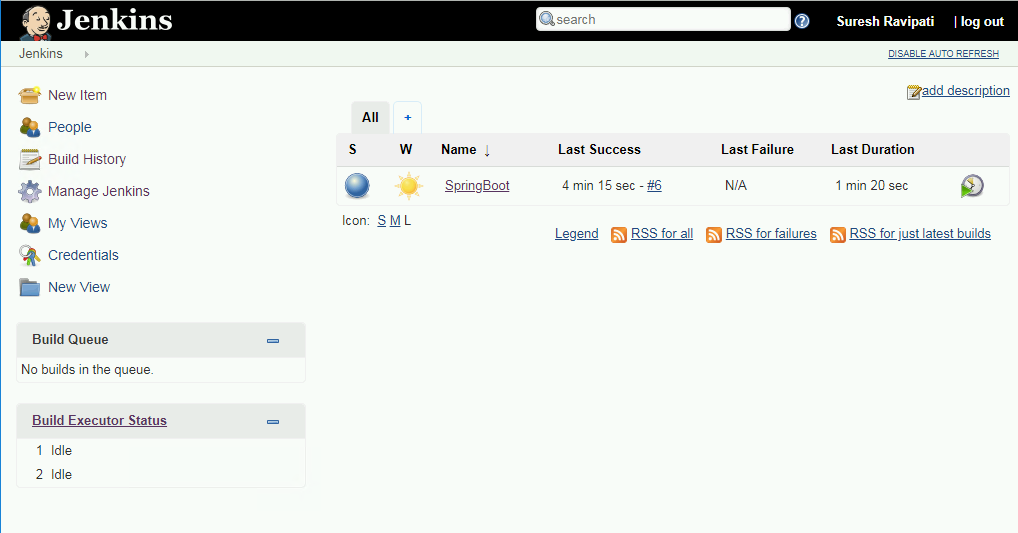 Jenkins
search
?
Suresh Ravipati
| log out
Jenkins
DISABLE AUTO REFRESH
New Item
People
Build History
Manage Jenkins
My Views
Credentials
New View
Build Queue
No builds in the queue.
Build Executor Status
1 Idle
2 Idle
add description
All +
S W Name ↓ Last Success Last Failure Last Duration
SpringBoot 4 min 15 sec - #6 N/A 1 min 20 sec
Icon: S M L
Legend RSS for all RSS for failures RSS for just latest builds